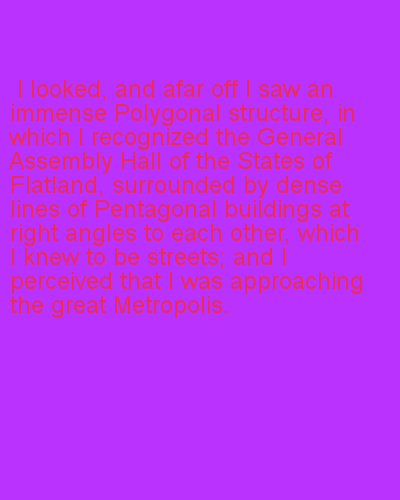 I looked, and afar off I saw an
immense Polygonal structure, in
which I recognized the General
Assembly Hall of the States of
Flatland, surrounded by dense
lines of Pentagonal buildings at
right angles to each other, which
I knew to be streets; and I
perceived that I was approaching
the great Metropolis.